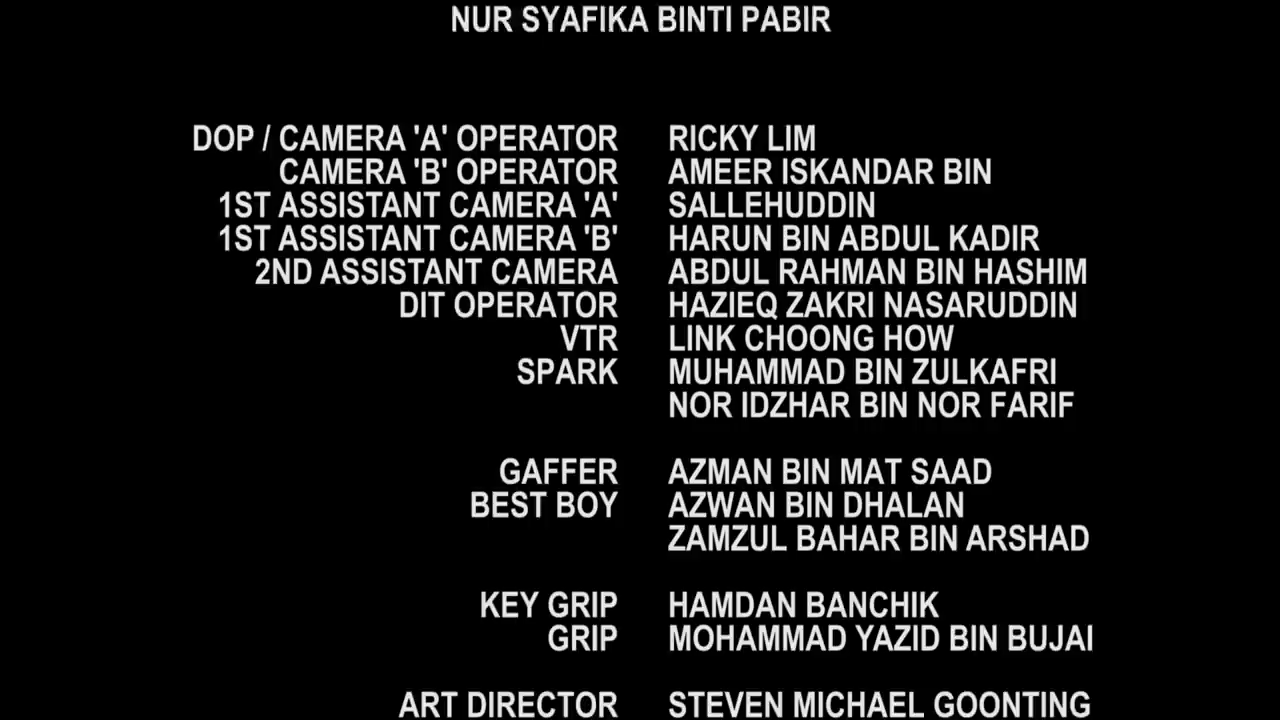 NUR SYAFIKA BINTI PABIR
DOP / CAMERA 'A' OPERATOR RICKY LIM
CAMERA 'B' OPERATOR AMEER ISKANDAR BIN
1ST ASSISTANT CAMERA 'A' SALLEHUDDIN
1ST ASSISTANT CAMERA 'B' HARUN BIN ABDUL KADIR
2ND ASSISTANT CAMERA ABDUL RAHMAN BIN HASHIM
DIT OPERATOR HAZIEQ ZAKRI NASARUDDIN
VTR LINK CHOONG HOW
SPARK MUHAMMAD BIN ZULKAFRI
NOR IDZHAR BIN NOR FARIF
GAFFER AZMAN BIN MAT SAAD
BEST BOY AZWAN BIN DHALAN
ZAMZUL BAHAR BIN ARSHAD
KEY GRIP HAMDAN BANCHIK
GRIP MOHAMMAD YAZID BIN BUJAI
ART DIRECTOR STEVEN MICHAEL GOONTING